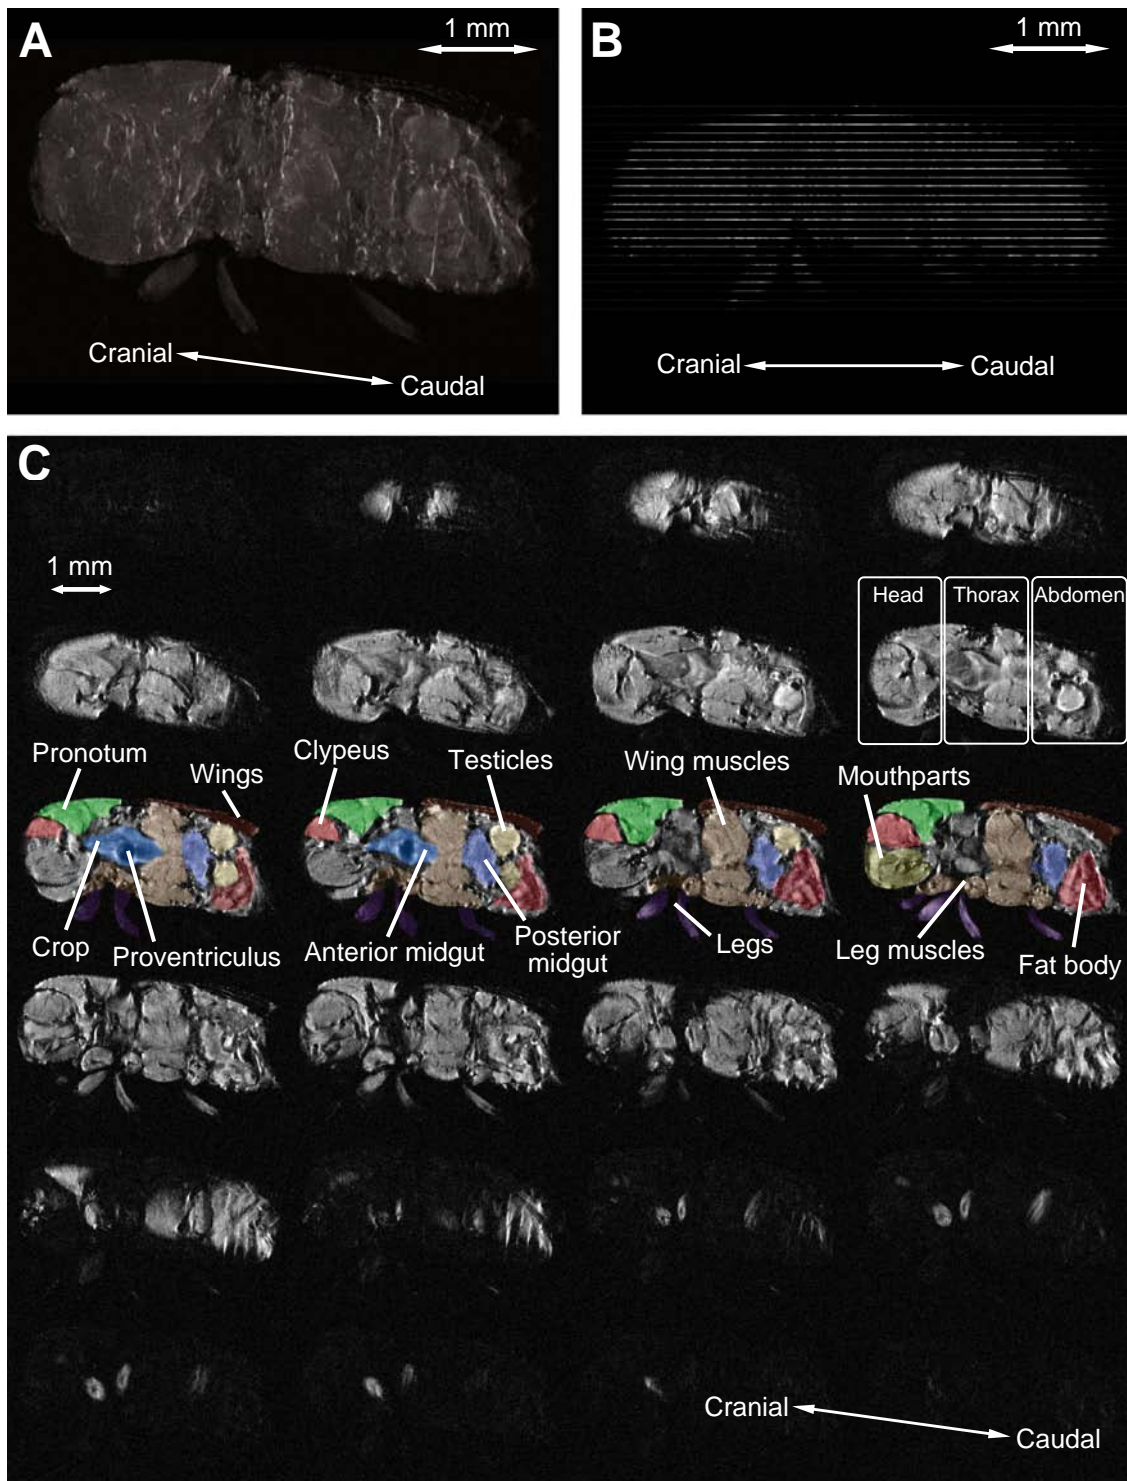 A
1 mm
B
1 mm
Cranial
Caudal
Cranial
Caudal
C
1 mm
Head
Thorax
Abdomen
Pronotum
Wings
Clypeus
Testicles
Wing muscles
Mouthparts
Crop
Proventriculus
Anterior midgut
Posterior
midgut
Legs
Leg muscles
Fat body
Cranial
Caudal